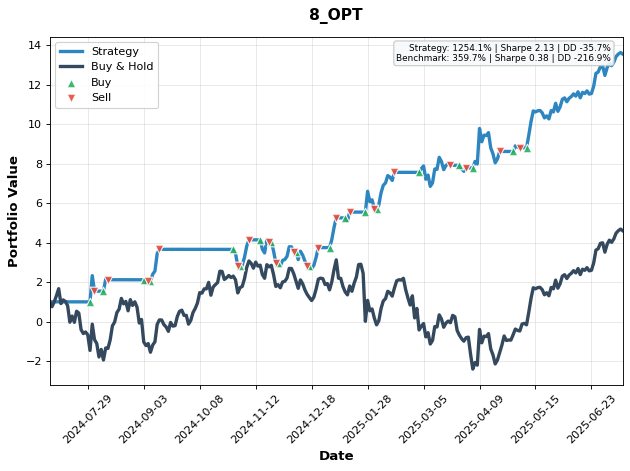 8_OPT
Strategy: 1254.1% | Sharpe 2.13 | DD -35.7%
Benchmark: 359.7% | Sharpe 0.38 | DD -216.9%
Strategy
Buy & Hold
Buy
Sell
Portfolio Value
14
12
10
8
6
4
2
0
−2
2024-07-29
2024-09-03
2024-10-08
2024-11-12
2024-12-18
2025-01-28
2025-03-05
2025-04-09
2025-05-15
2025-06-23
Date